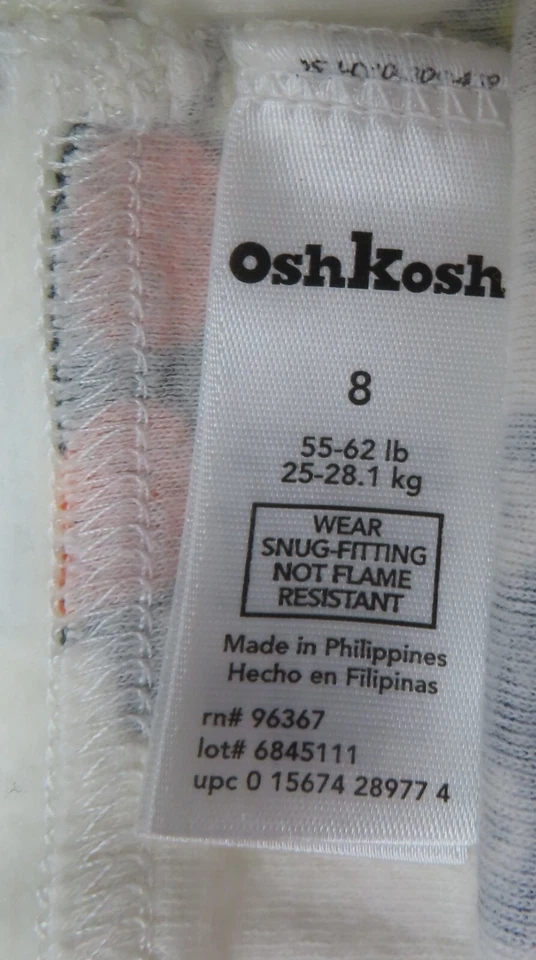 OshKosh
8
55-62 lb
25-28.1 kg
WEAR
SNUG-FITTING
NOT FLAME
RESISTANT
Made in Philippines
Hecho en Filipinas
rn# 96367
lot# 6845111
upc 0 15674 28977 4